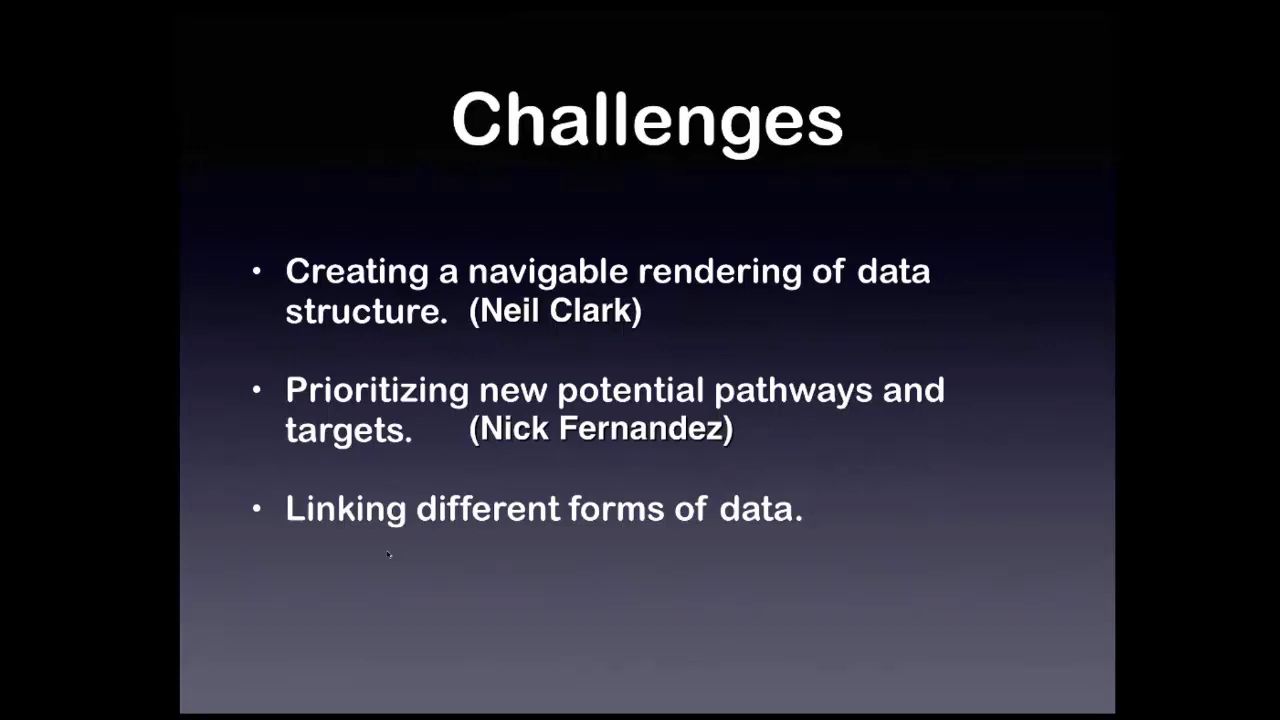 Challenges
• Creating a navigable rendering of data
structure. (Neil Clark)
• Prioritizing new potential pathways and
targets. (Nick Fernandez)
• Linking different forms of data.